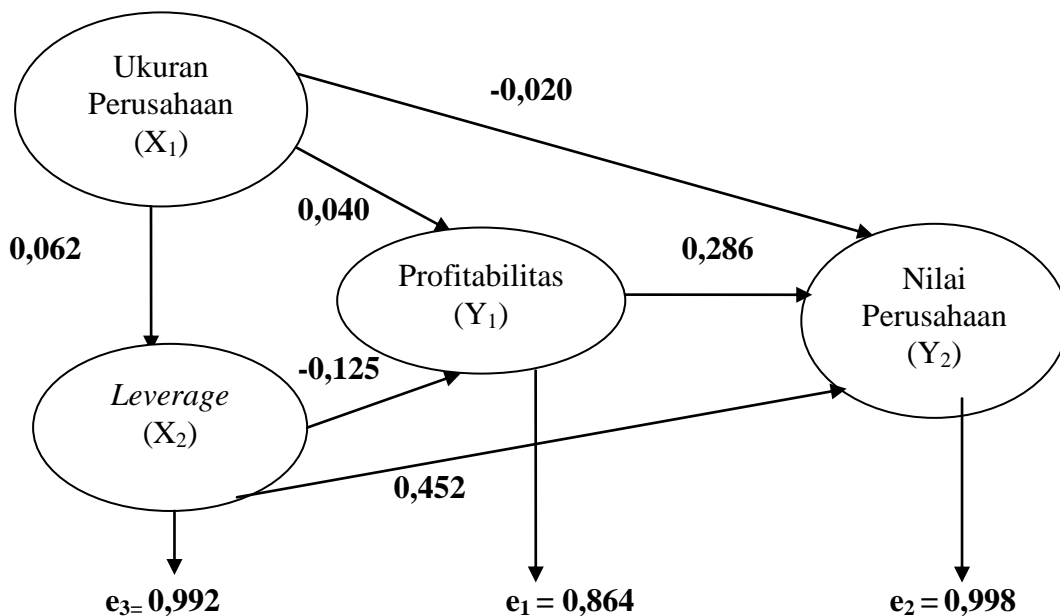 Ukuran
Perusahaan
(X₁)
-0,020
0,040
0,062
0,286
Profitabilitas
(Y₁)
Nilai
Perusahaan
(Y₂)
-0,125
Leverage
(X₂)
0,452
e₃₌ 0,992
e₁ = 0,864
e₂ = 0,998